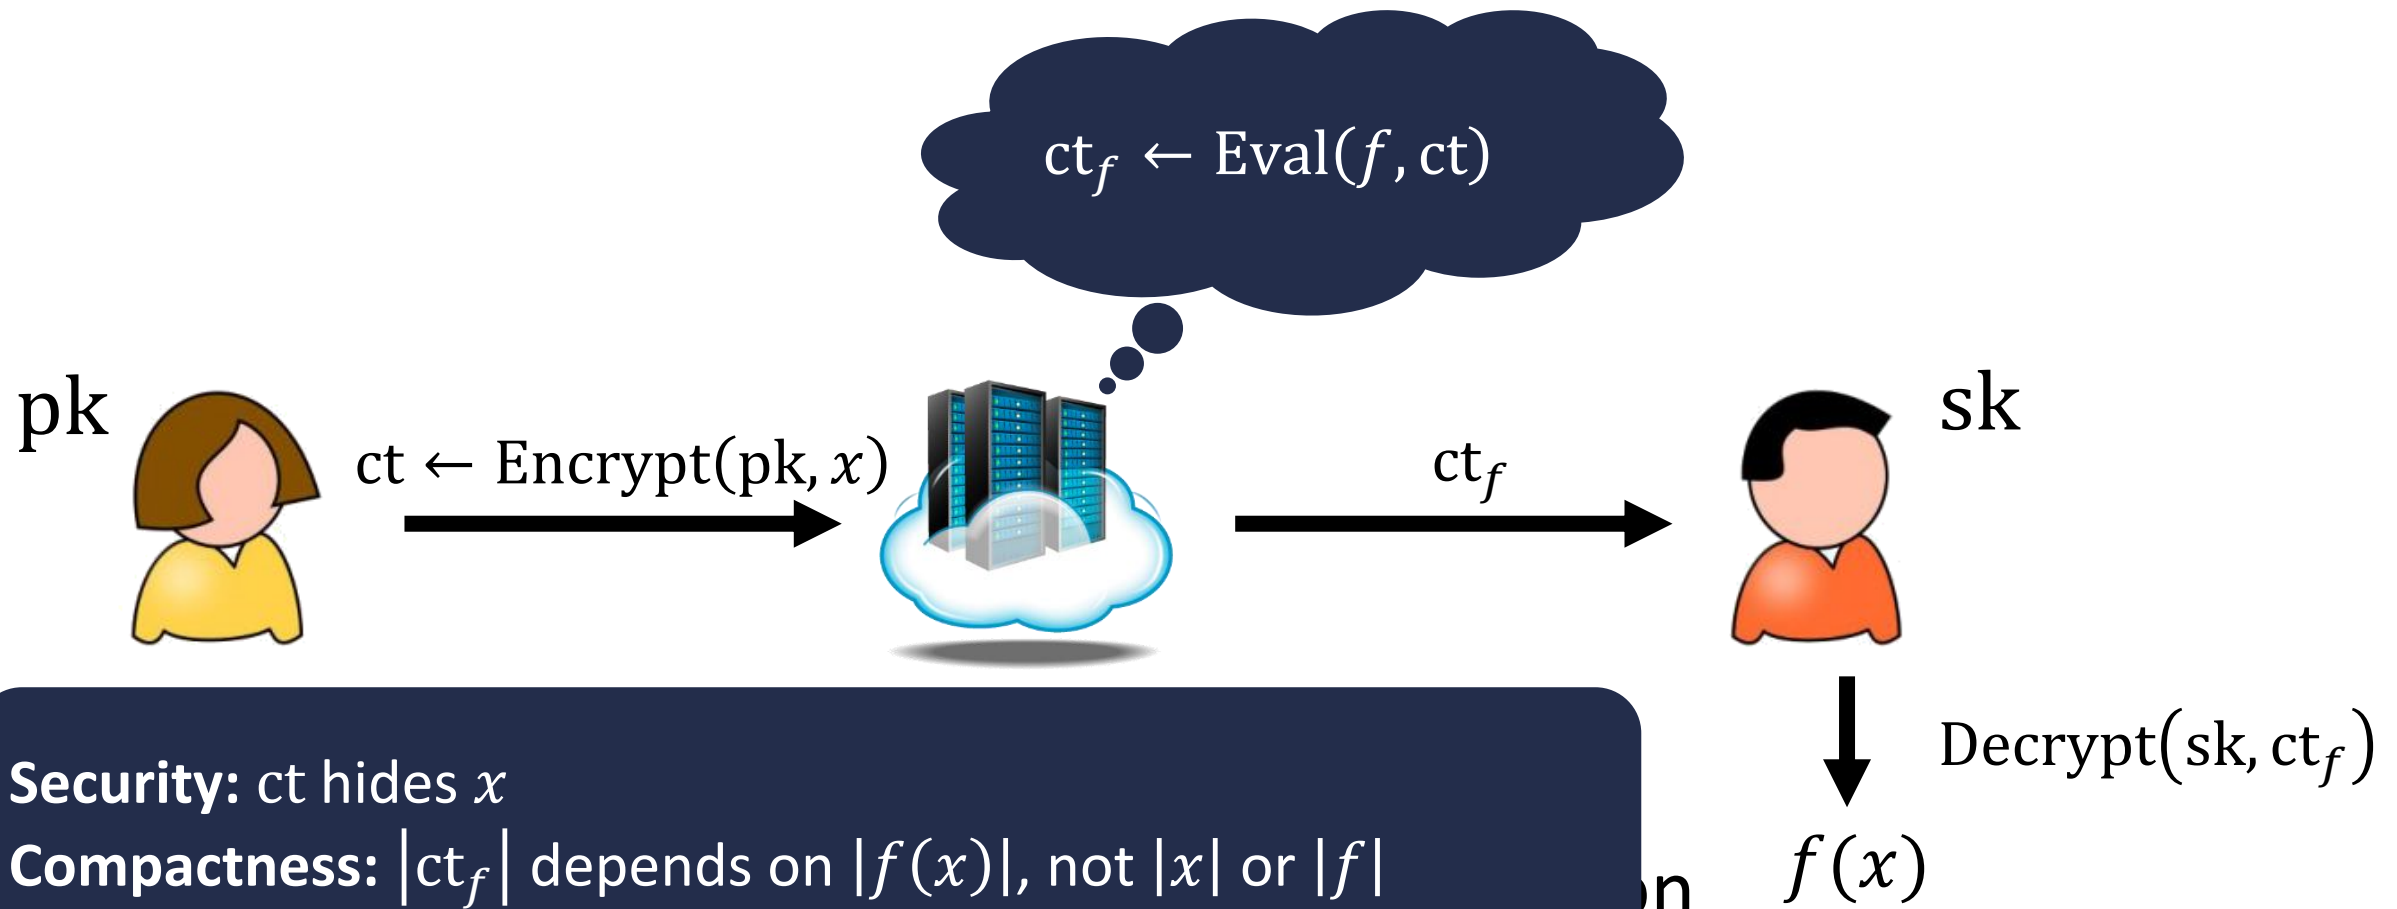 ct_f ← Eval(f, ct)
pk
sk
ct ← Encrypt(pk, x)
ct_f
Decrypt(sk, ct_f)
Security: ct hides x
Compactness: |ct_f| depends on |f(x)|, not |x| or |f|
f(x)